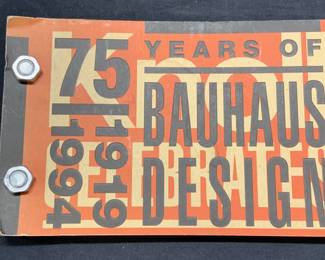 75
YEARS OF
1919
1994
BAUHAUS
DESIGN